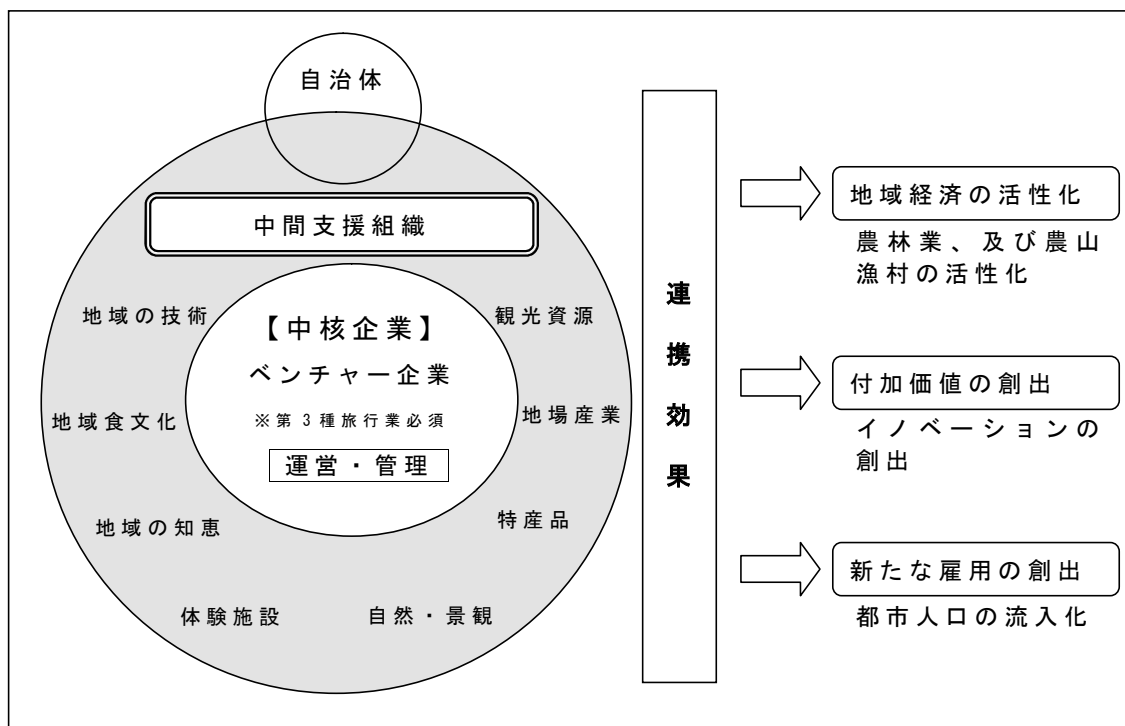 自治体
中間支援組織
【中核企業】
ベンチャー企業
※第3種旅行業必須
運営・管理
地域の技術
地域食文化
地域の知恵
体験施設
自然・景観
特産品
地場産業
観光資源
連携効果
地域経済の活性化
農林業、及び農山
漁村の活性化
付加価値の創出
イノベーションの
創出
新たな雇用の創出
都市人口の流入化